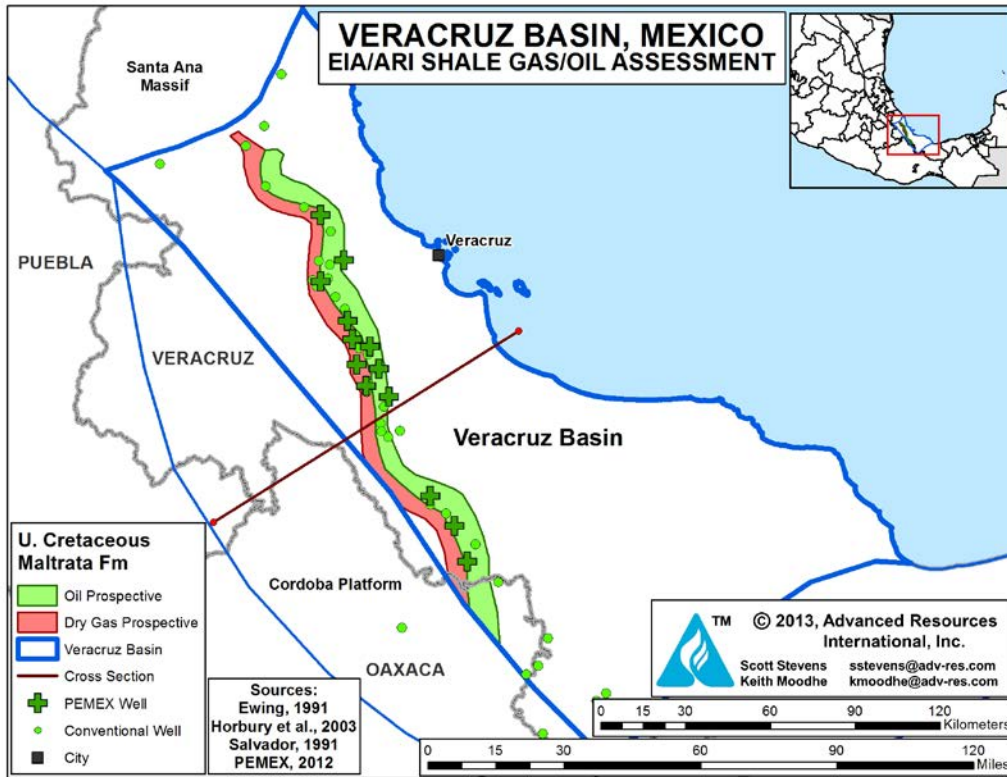 VERACRUZ BASIN, MEXICO
EIA/ARI SHALE GAS/OIL ASSESSMENT
Santa Ana
Massif
Veracruz
PUEBLA
VERACRUZ
Veracruz Basin
Cordoba Platform
OAXACA
U. Cretaceous
Maltrata Fm
Oil Prospective
Dry Gas Prospective
Veracruz Basin
Cross Section
PEMEX Well
Conventional Well
City
Sources:
Ewing, 1991
Horbury et al., 2003
Salvador, 1991
PEMEX, 2012
TM
© 2013, Advanced Resources
International, Inc.
Scott Stevens sstevens@adv-res.com
Keith Moodhe kmoodhe@adv-res.com
0 15 30 60 90 120
Kilometers
0 15 30 60 90 120
Miles